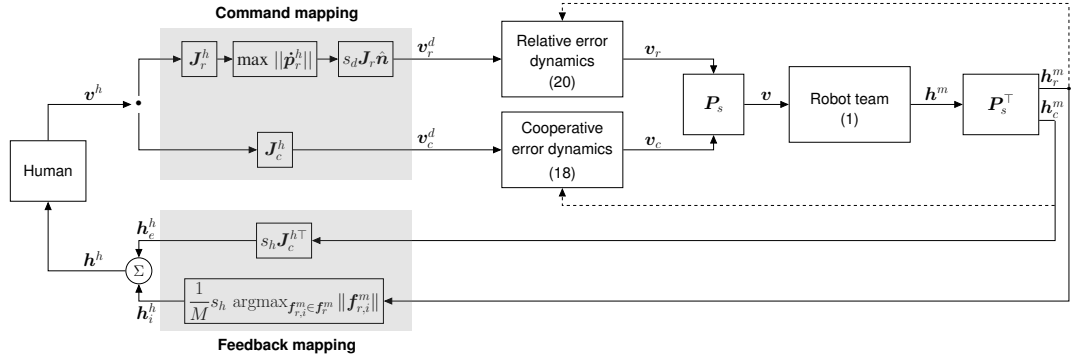 Command mapping
J_r^h
max ||ṗ_r^h||
s_d J_r n̂
v_r^d
Relative error
dynamics
(20)
v_r
h_r^m
v^h
P_s
v
Robot team
(1)
h^m
P_s^⊤
h_c^m
J_c^h
v_c^d
Cooperative
error dynamics
(18)
v_c
Human
h_e^h
s_h J_c^{h⊤}
h^h
Σ
h_i^h
1/M s_h argmax_{f_{r,i}^m ∈ f_r^m} ||f_{r,i}^m||
Feedback mapping